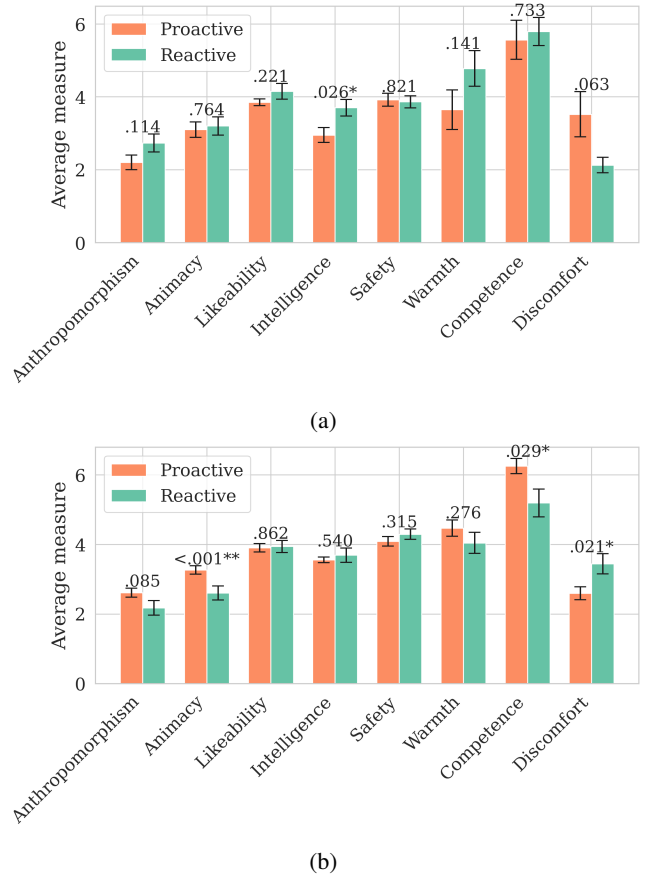 6
.733
Proactive
Reactive
.141
.221
.821
.063
.026*
4
.764
.114
2
0
Average measure
Anthropomorphism
Animacy
Likeability
Intelligence
Safety
Warmth
Competence
Discomfort
(a)
Proactive
Reactive
.029*
6
.276
.315
.862
.540
.021*
4
<.001**
.085
2
0
Average measure
Anthropomorphism
Animacy
Likeability
Intelligence
Safety
Warmth
Competence
Discomfort
(b)